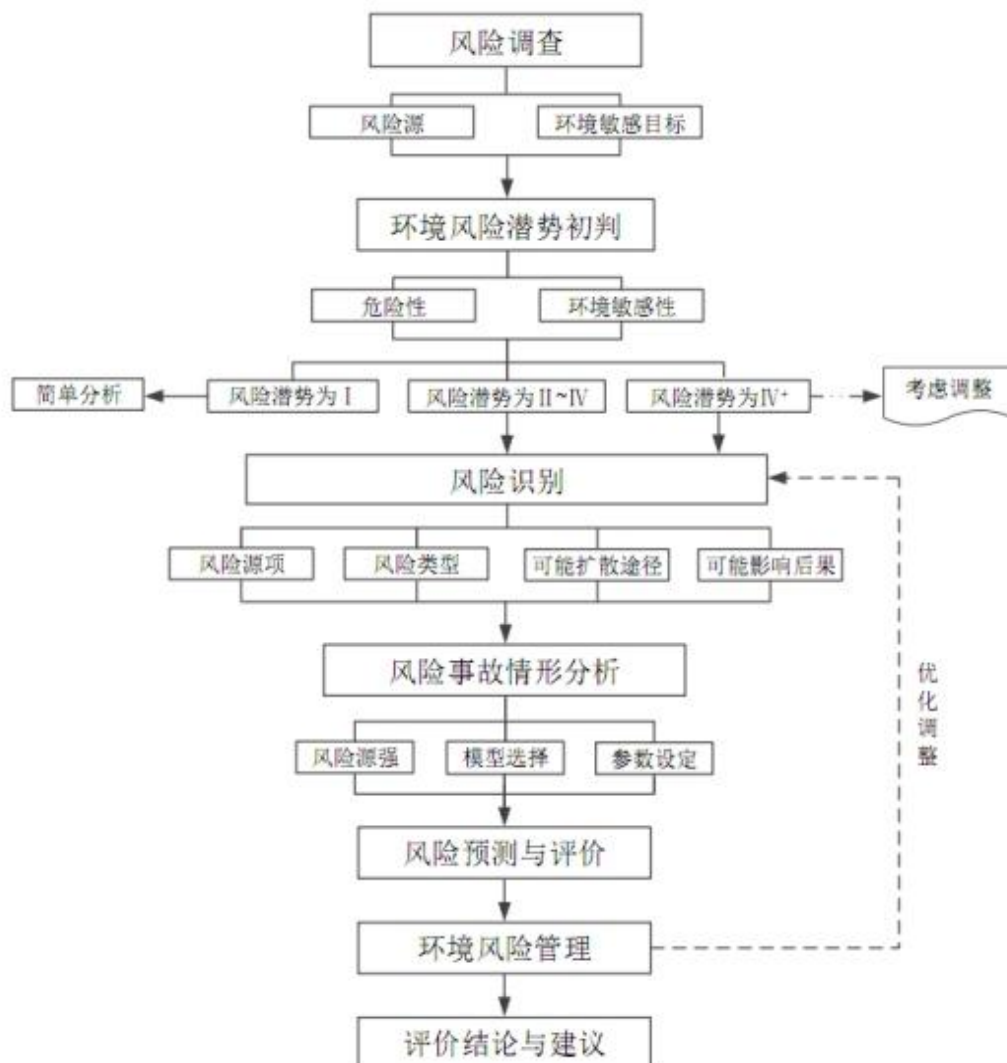 风险调查
风险源
环境敏感目标
环境风险潜势初判
危险性
环境敏感性
简单分析
风险潜势为Ⅰ
风险潜势为Ⅱ~Ⅳ
风险潜势为Ⅳ⁺
考虑调整
风险识别
风险源项
风险类型
可能扩散途径
可能影响后果
风险事故情形分析
优化调整
风险源强
模型选择
参数设定
风险预测与评价
环境风险管理
评价结论与建议